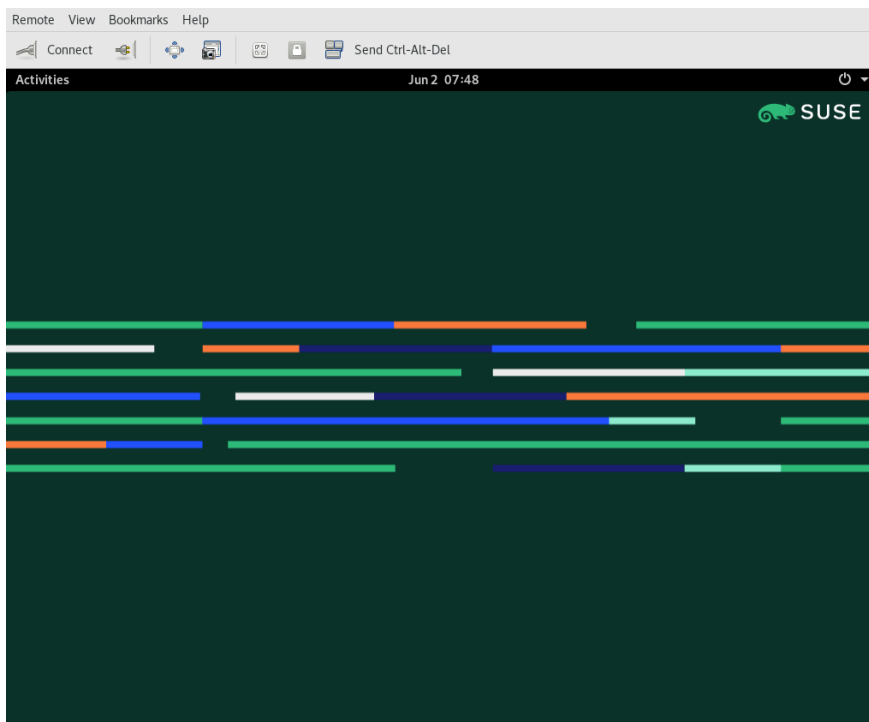 Remote View Bookmarks Help
Connect Send Ctrl-Alt-Del
Activities Jun 2 07:48
SUSE